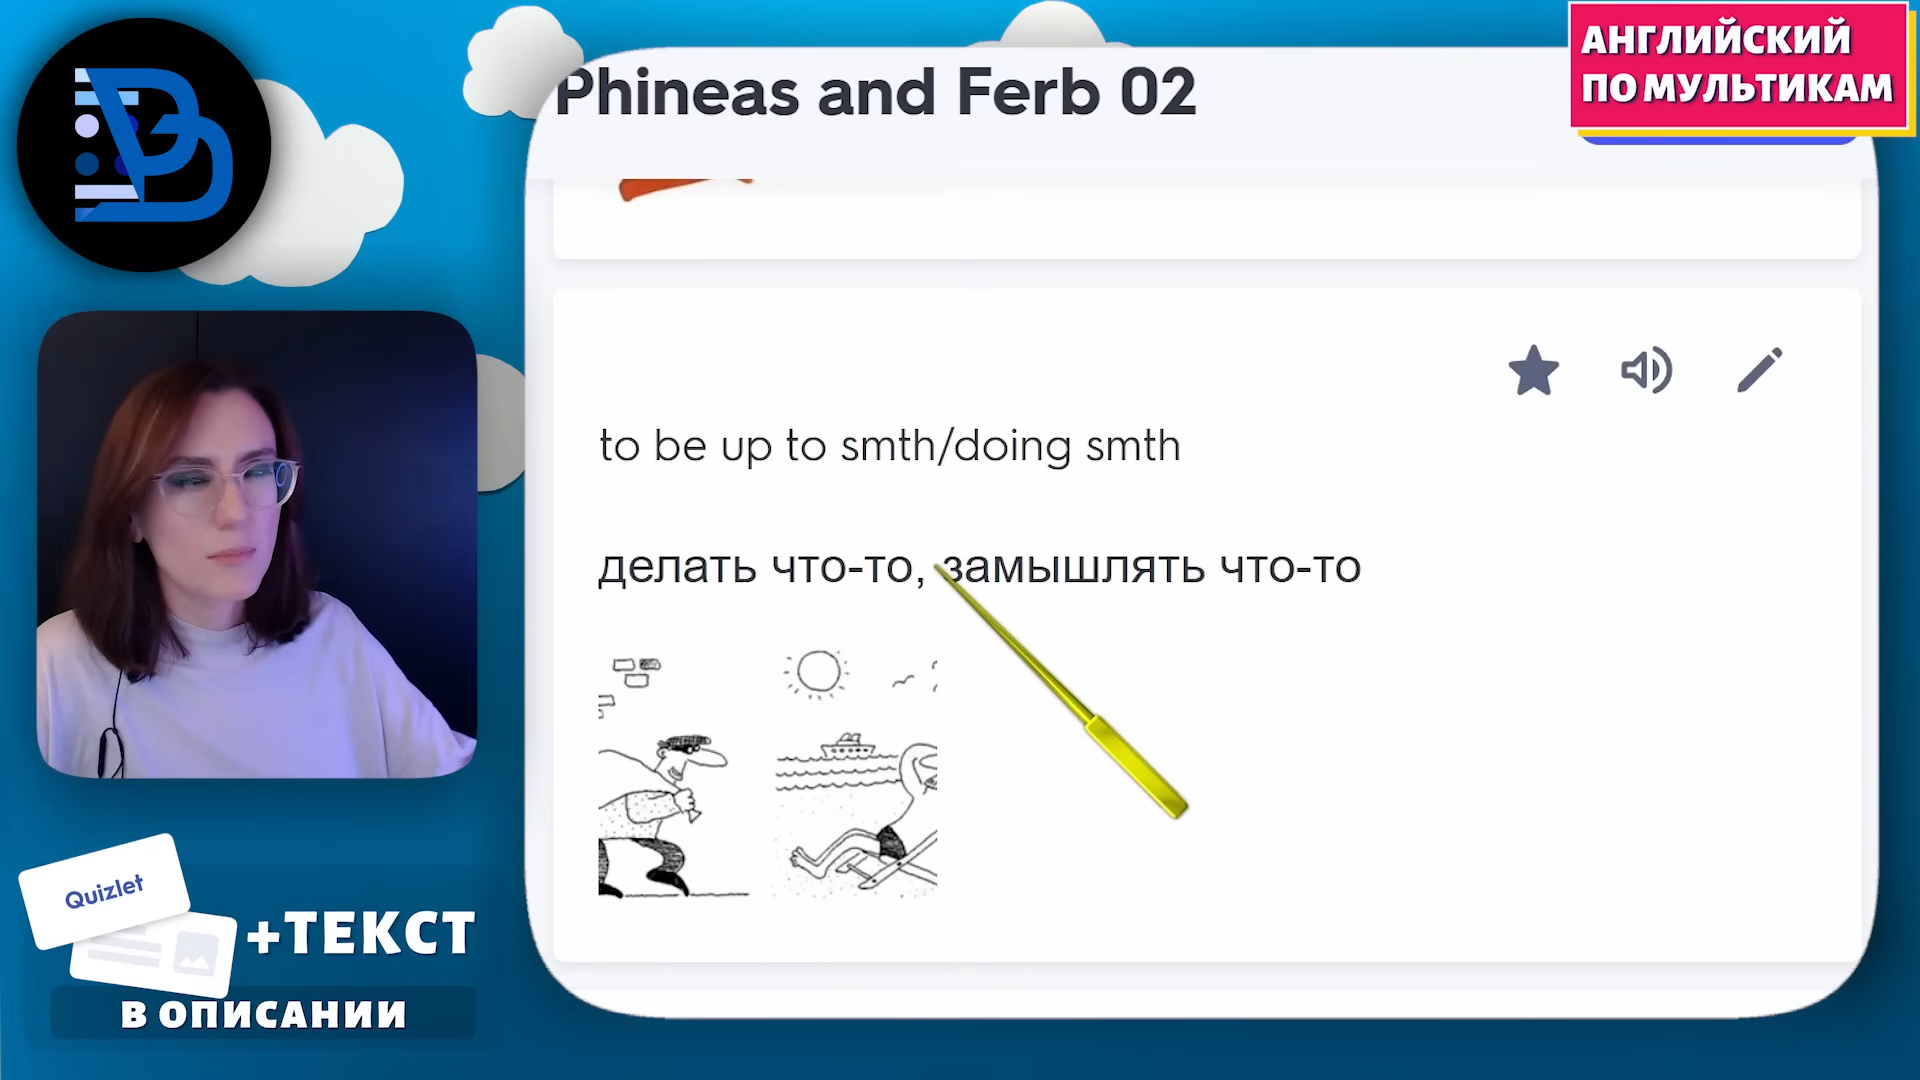 Phineas and Ferb 02
АНГЛИЙСКИЙ
ПО МУЛЬТИКАМ
to be up to smth/doing smth
делать что-то, замышлять что-то
Quizlet
+ТЕКСТ
В ОПИСАНИИ